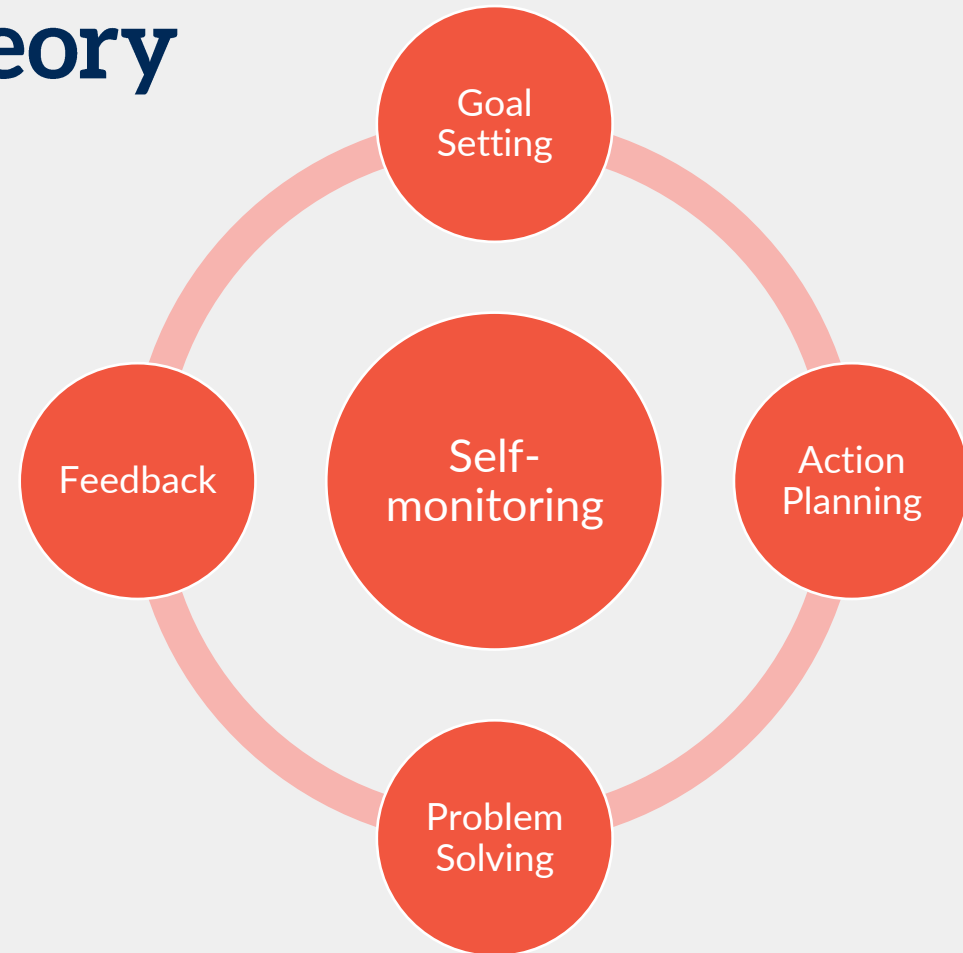 eory
Goal
Setting
Feedback
Self-
monitoring
Action
Planning
Problem
Solving